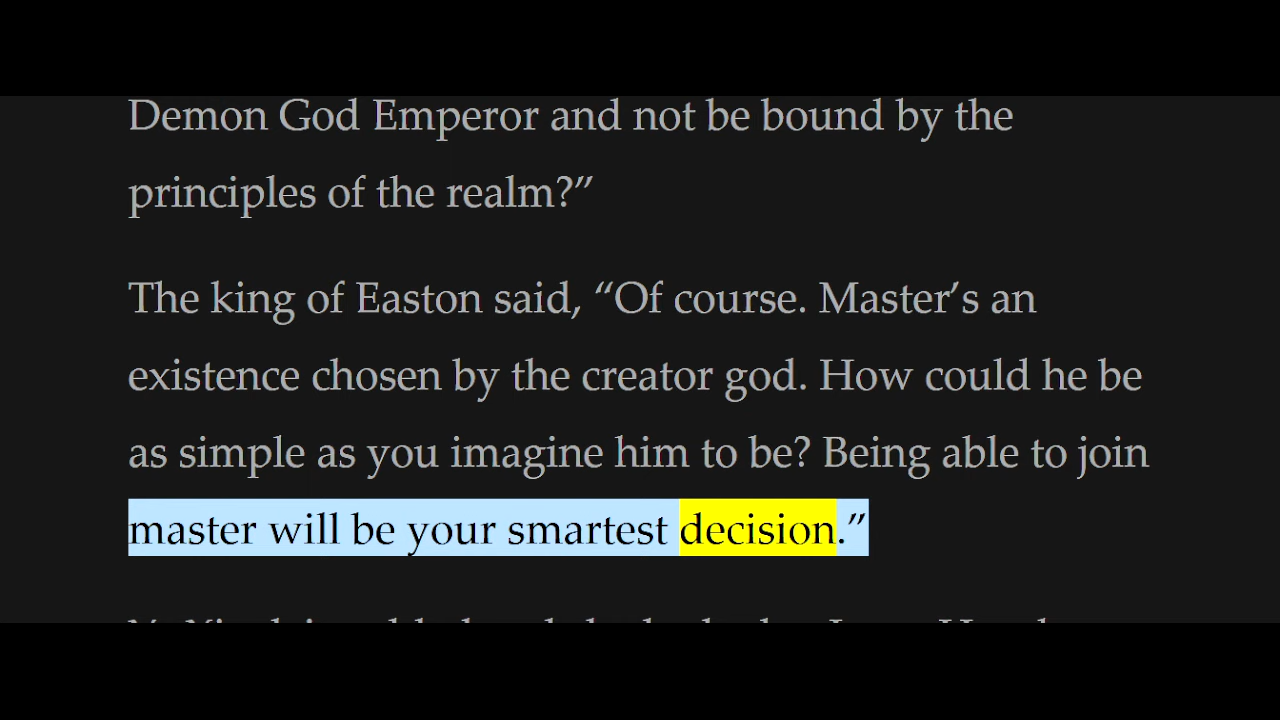 Demon God Emperor and not be bound by the
principles of the realm?”
The king of Easton said, “Of course. Master’s an
existence chosen by the creator god. How could he be
as simple as you imagine him to be? Being able to join
master will be your smartest decision.”